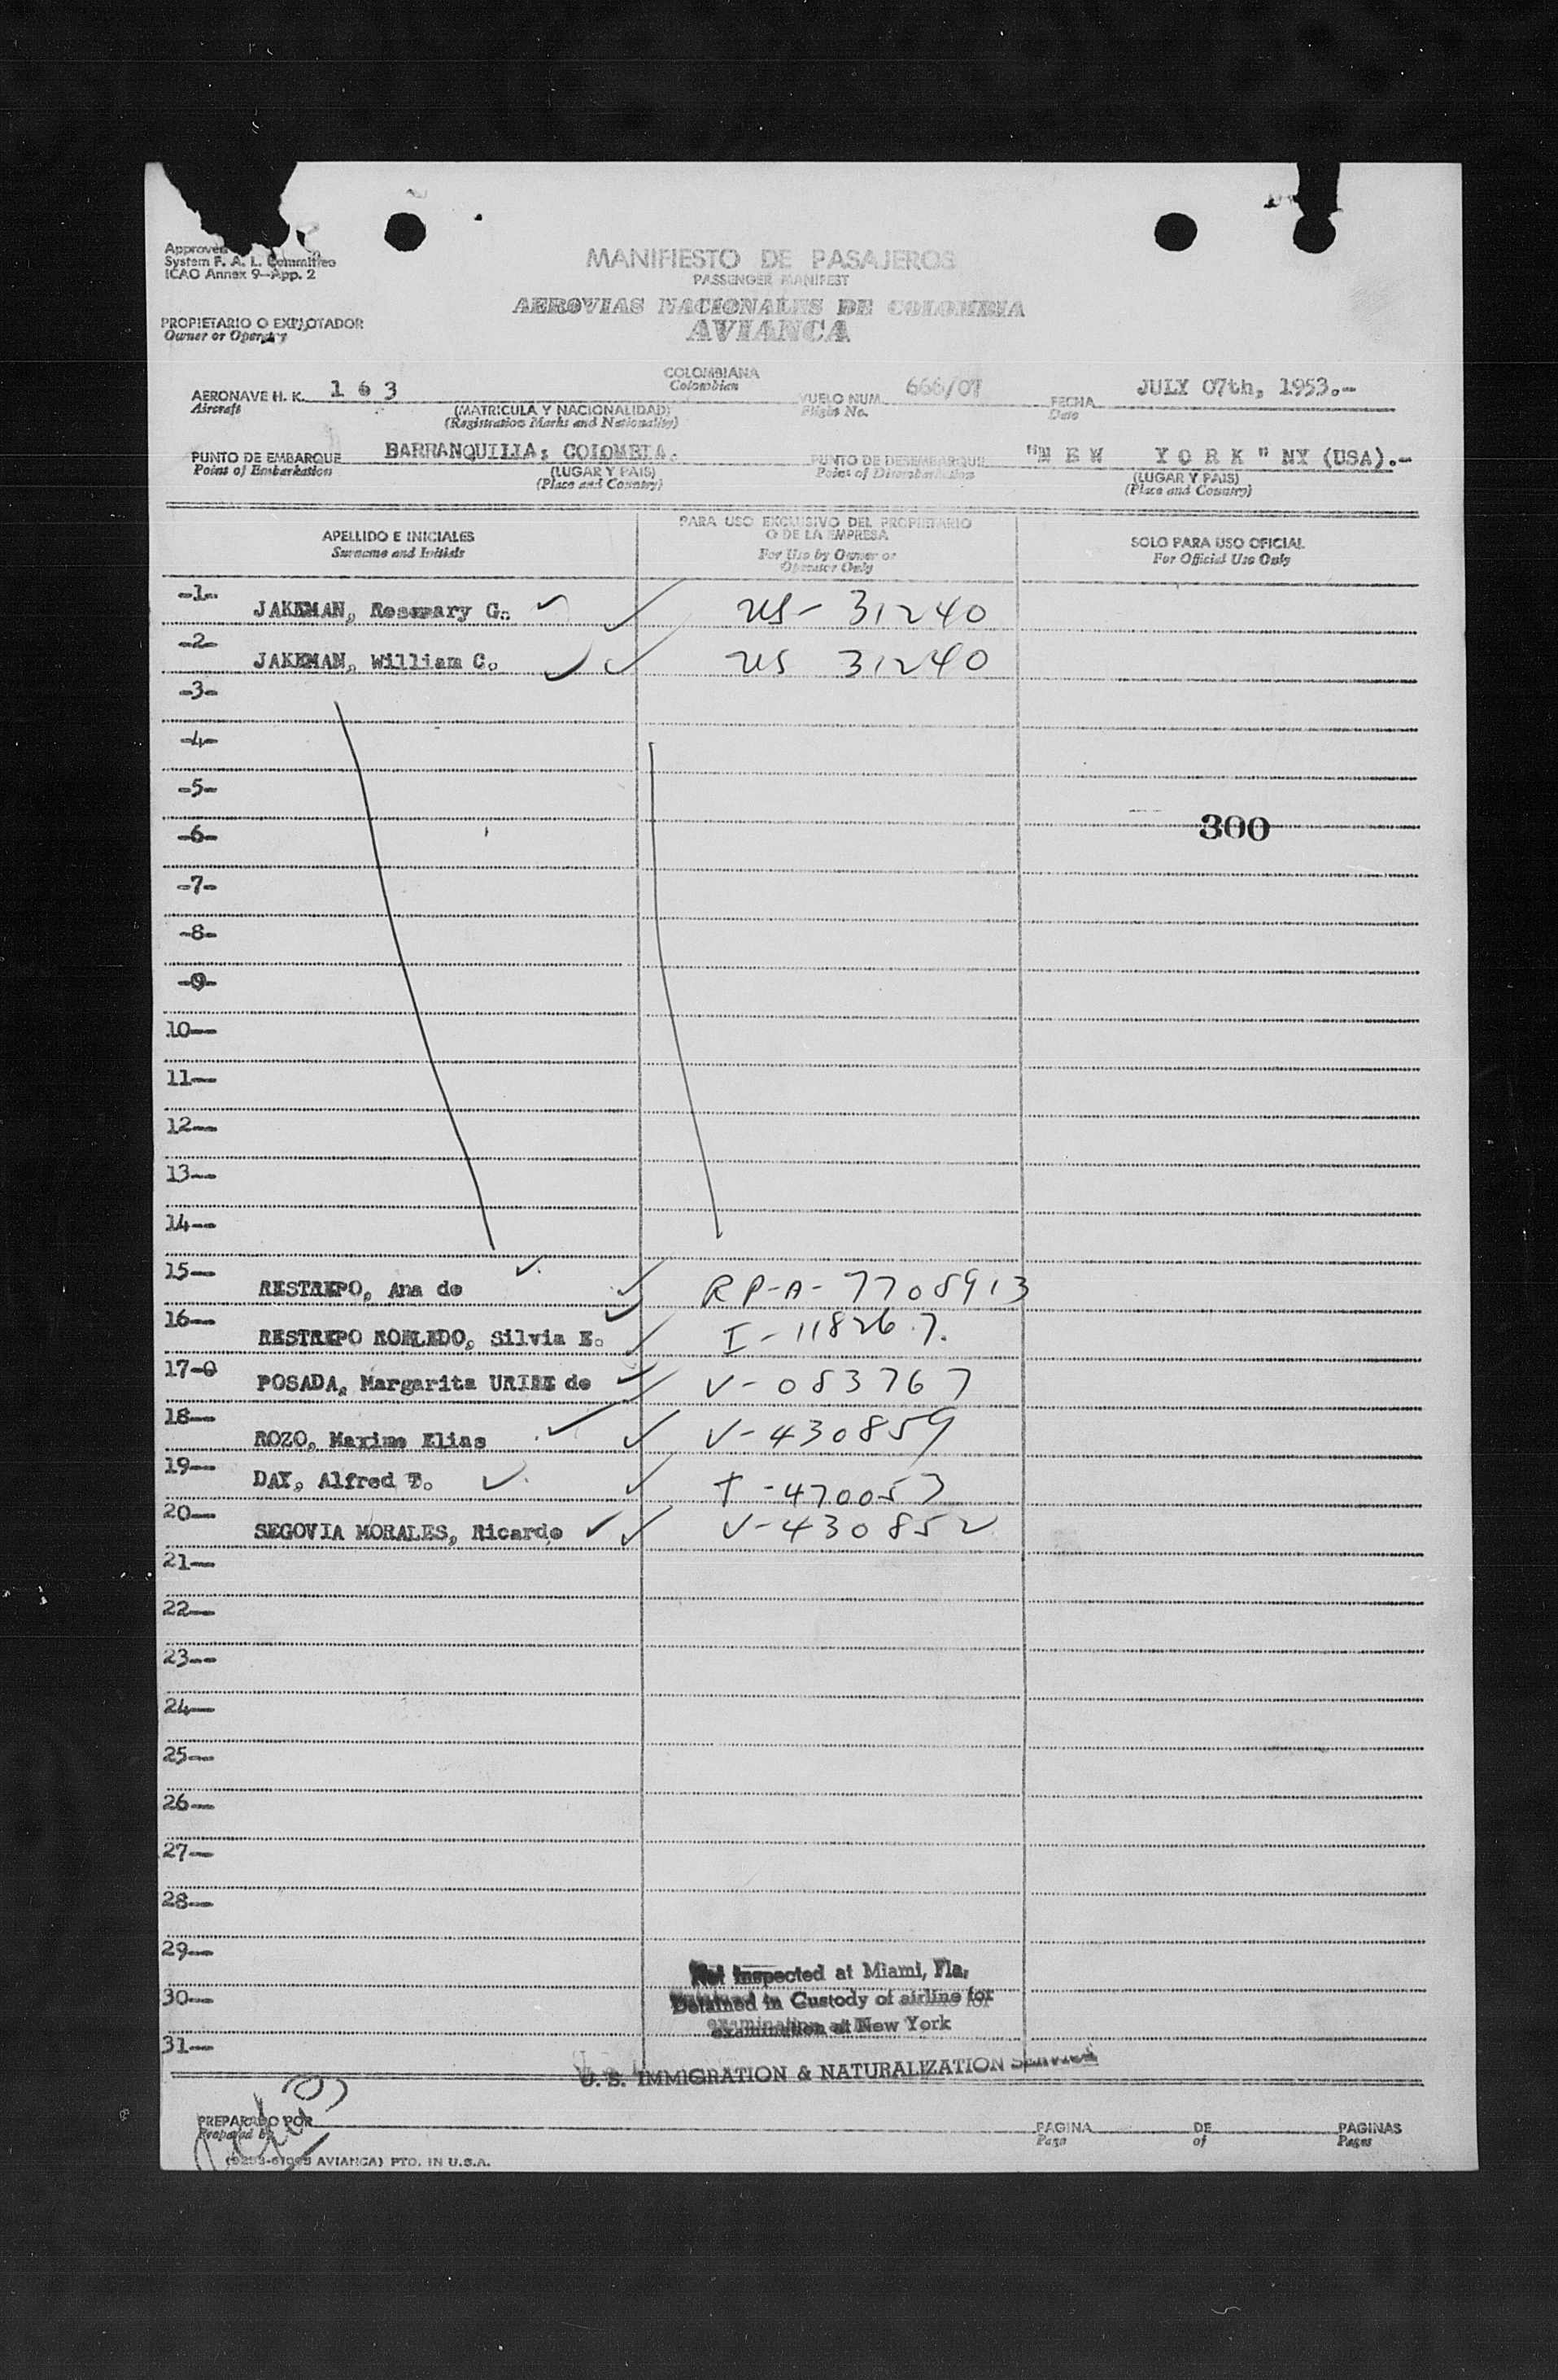 Approved
System F. A. L. Committee
ICAO Annex 9-App. 2
MANIFIESTO DE PASAJEROS
PASSENGER MANIFEST
AEROVIAS NACIONALES DE COLOMBIA
AVIANCA
PROPIETARIO O EXPLOTADOR
Owner or Operator
AERONAVE H. K. 1 6 3 COLOMBIANA VUELO NUM. 666/07 FECHA JULY 07th, 1953.-
Aircraft Colombian Flight No. Date
(MATRICULA Y NACIONALIDAD)
(Registration Marks and Nationality)
PUNTO DE EMBARQUE BARRANQUILLA; COLOMBIA. PUNTO DE DESEMBARQUE "N E W Y O R K " NY (USA).-
Point of Embarkation (LUGAR Y PAIS) Point of Disembarkation (LUGAR Y PAIS)
(Place and Country) (Place and Country)
APELLIDO E INICIALES PARA USO EXCLUSIVO DEL PROPIETARIO O DE LA EMPRESA SOLO PARA USO OFICIAL
Surname and Initials For Use by Owner or Operator Only For Official Use Only
-1- JAKEMAN, Rosemary G. ✓ ✓ US - 31240
-2- JAKEMAN, William C. ✓ ✓ US 31240
-3-
-4-
-5-
-6- 300
-7-
-8-
-9-
10--
11--
12--
13--
14--
15-- RESTREPO, Ana de ✓ ✓ RP-A-7708913
16-- RESTREPO ROBLEDO, Silvia E. ✓ ✓ I-118267.
17-0 POSADA, Margarita URIBE de ✓ ✓ V-083767
18-- ROZO, Maximo Elias ✓ ✓ V-430859
19-- DAX, Alfred T. ✓ ✓ T-470057
20-- SEGOVIA MORALES, Ricardo ✓ ✓ V-430852
21--
22--
23--
24--
25--
26--
27--
28--
29--
30--
31--
Not Inspected at Miami, Fla.
Detained in Custody of airline for
examination at New York
U. S. IMMIGRATION & NATURALIZATION SERVICE
PREPARADO POR PAGINA DE PAGINAS
Prepared by Page of Pages
AVIANCA) PTD. IN U.S.A.